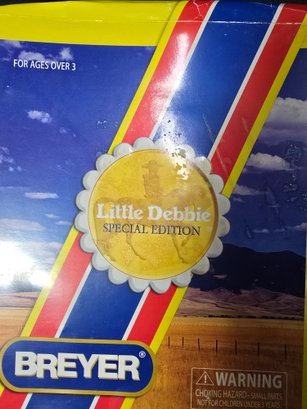 FOR AGES OVER 3
Little Debbie
SPECIAL EDITION
BREYER®
⚠ WARNING
CHOKING HAZARD - SMALL PARTS
NOT FOR CHILDREN UNDER 3 YEARS